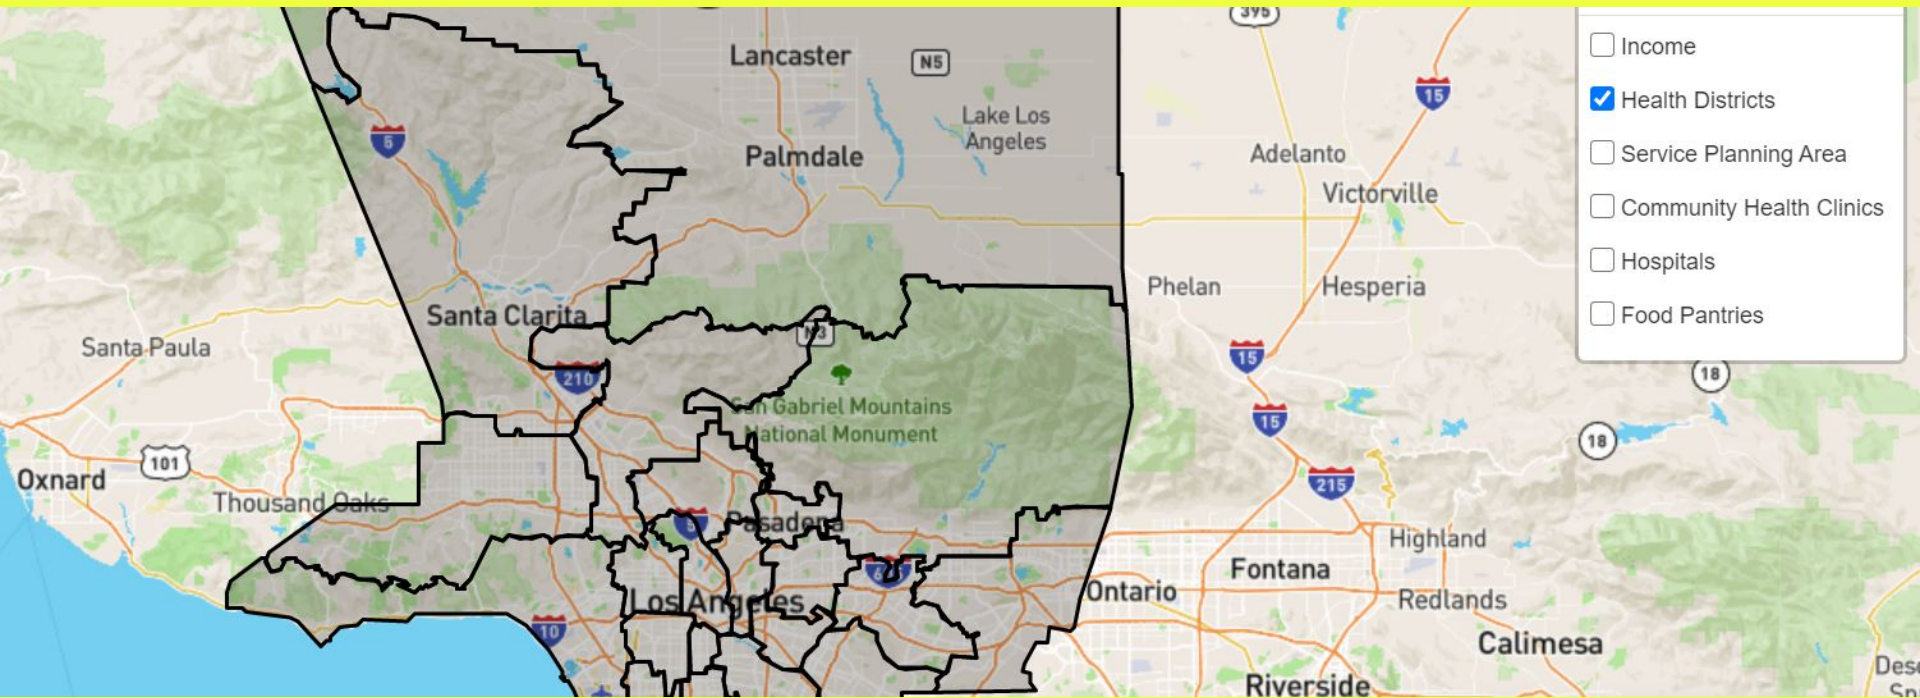 395
Income
Lancaster
N5
15
Health Districts
Lake Los
Angeles
5
Palmdale
Adelanto
Service Planning Area
Victorville
Community Health Clinics
Hospitals
Phelan
Hesperia
Santa Clarita
Food Pantries
N3
Santa Paula
15
210
18
San Gabriel Mountains
National Monument
15
18
101
Oxnard
215
Thousand Oaks
5
Pasadena
Highland
Fontana
Ontario
Redlands
Los Angeles
10
Calimesa
Riverside